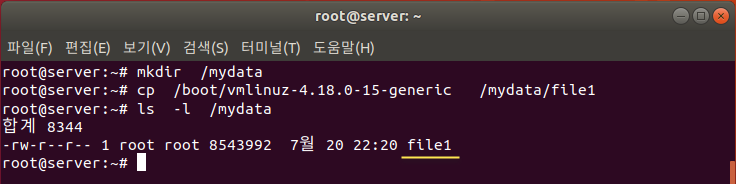 root@server: ~
파일(F) 편집(E) 보기(V) 검색(S) 터미널(T) 도움말(H)
root@server:~# mkdir  /mydata
root@server:~# cp  /boot/vmlinuz-4.18.0-15-generic   /mydata/file1
root@server:~# ls  -l  /mydata
합계 8344
-rw-r--r-- 1 root root 8543992  7월 20 22:20 file1
root@server:~#